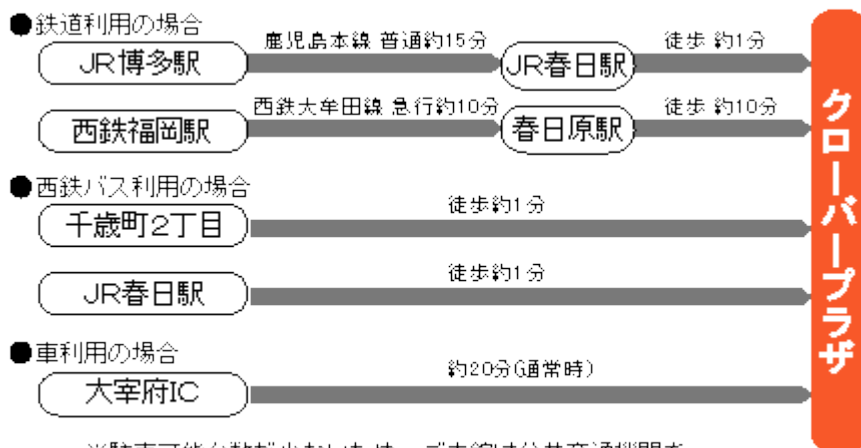 ●鉄道利用の場合
JR博多駅
鹿児島本線 普通約15分
JR春日駅
徒歩 約1分
西鉄福岡駅
西鉄大牟田線 急行約10分
春日原駅
徒歩 約10分
●西鉄バス利用の場合
千歳町2丁目
徒歩約1分
JR春日駅
徒歩約1分
●車利用の場合
大宰府IC
約20分(通常時)
クローバープラザ